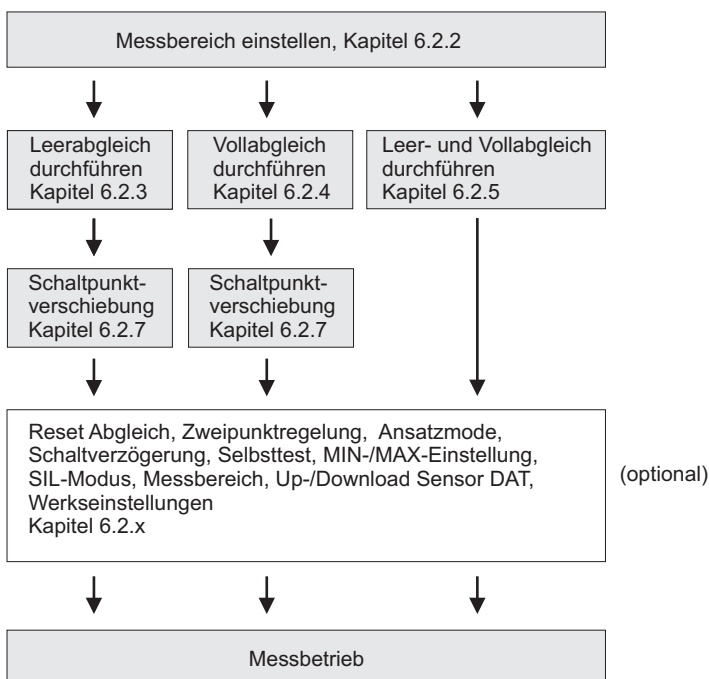 Messbereich einstellen, Kapitel 6.2.2
Leerabgleich
durchführen
Kapitel 6.2.3
Vollabgleich
durchführen
Kapitel 6.2.4
Leer- und Vollabgleich
durchführen
Kapitel 6.2.5
Schaltpunkt-
verschiebung
Kapitel 6.2.7
Schaltpunkt-
verschiebung
Kapitel 6.2.7
Reset Abgleich, Zweipunktregelung, Ansatzmode,
Schaltverzögerung, Selbsttest, MIN-/MAX-Einstellung,
SIL-Modus, Messbereich, Up-/Download Sensor DAT,
Werkseinstellungen
Kapitel 6.2.x
(optional)
Messbetrieb